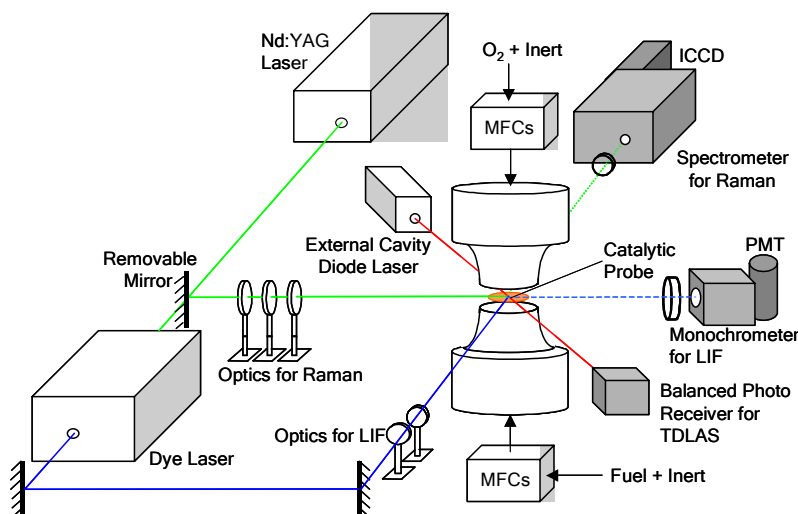 Nd:YAG
Laser
O2 + Inert
ICCD
MFCs
Spectrometer
for Raman
External Cavity
Diode Laser
Removable
Mirror
Catalytic
Probe
PMT
Monochrometer
for LIF
Optics for Raman
Balanced Photo
Receiver for
TDLAS
Optics for LIF
Dye Laser
MFCs
Fuel + Inert